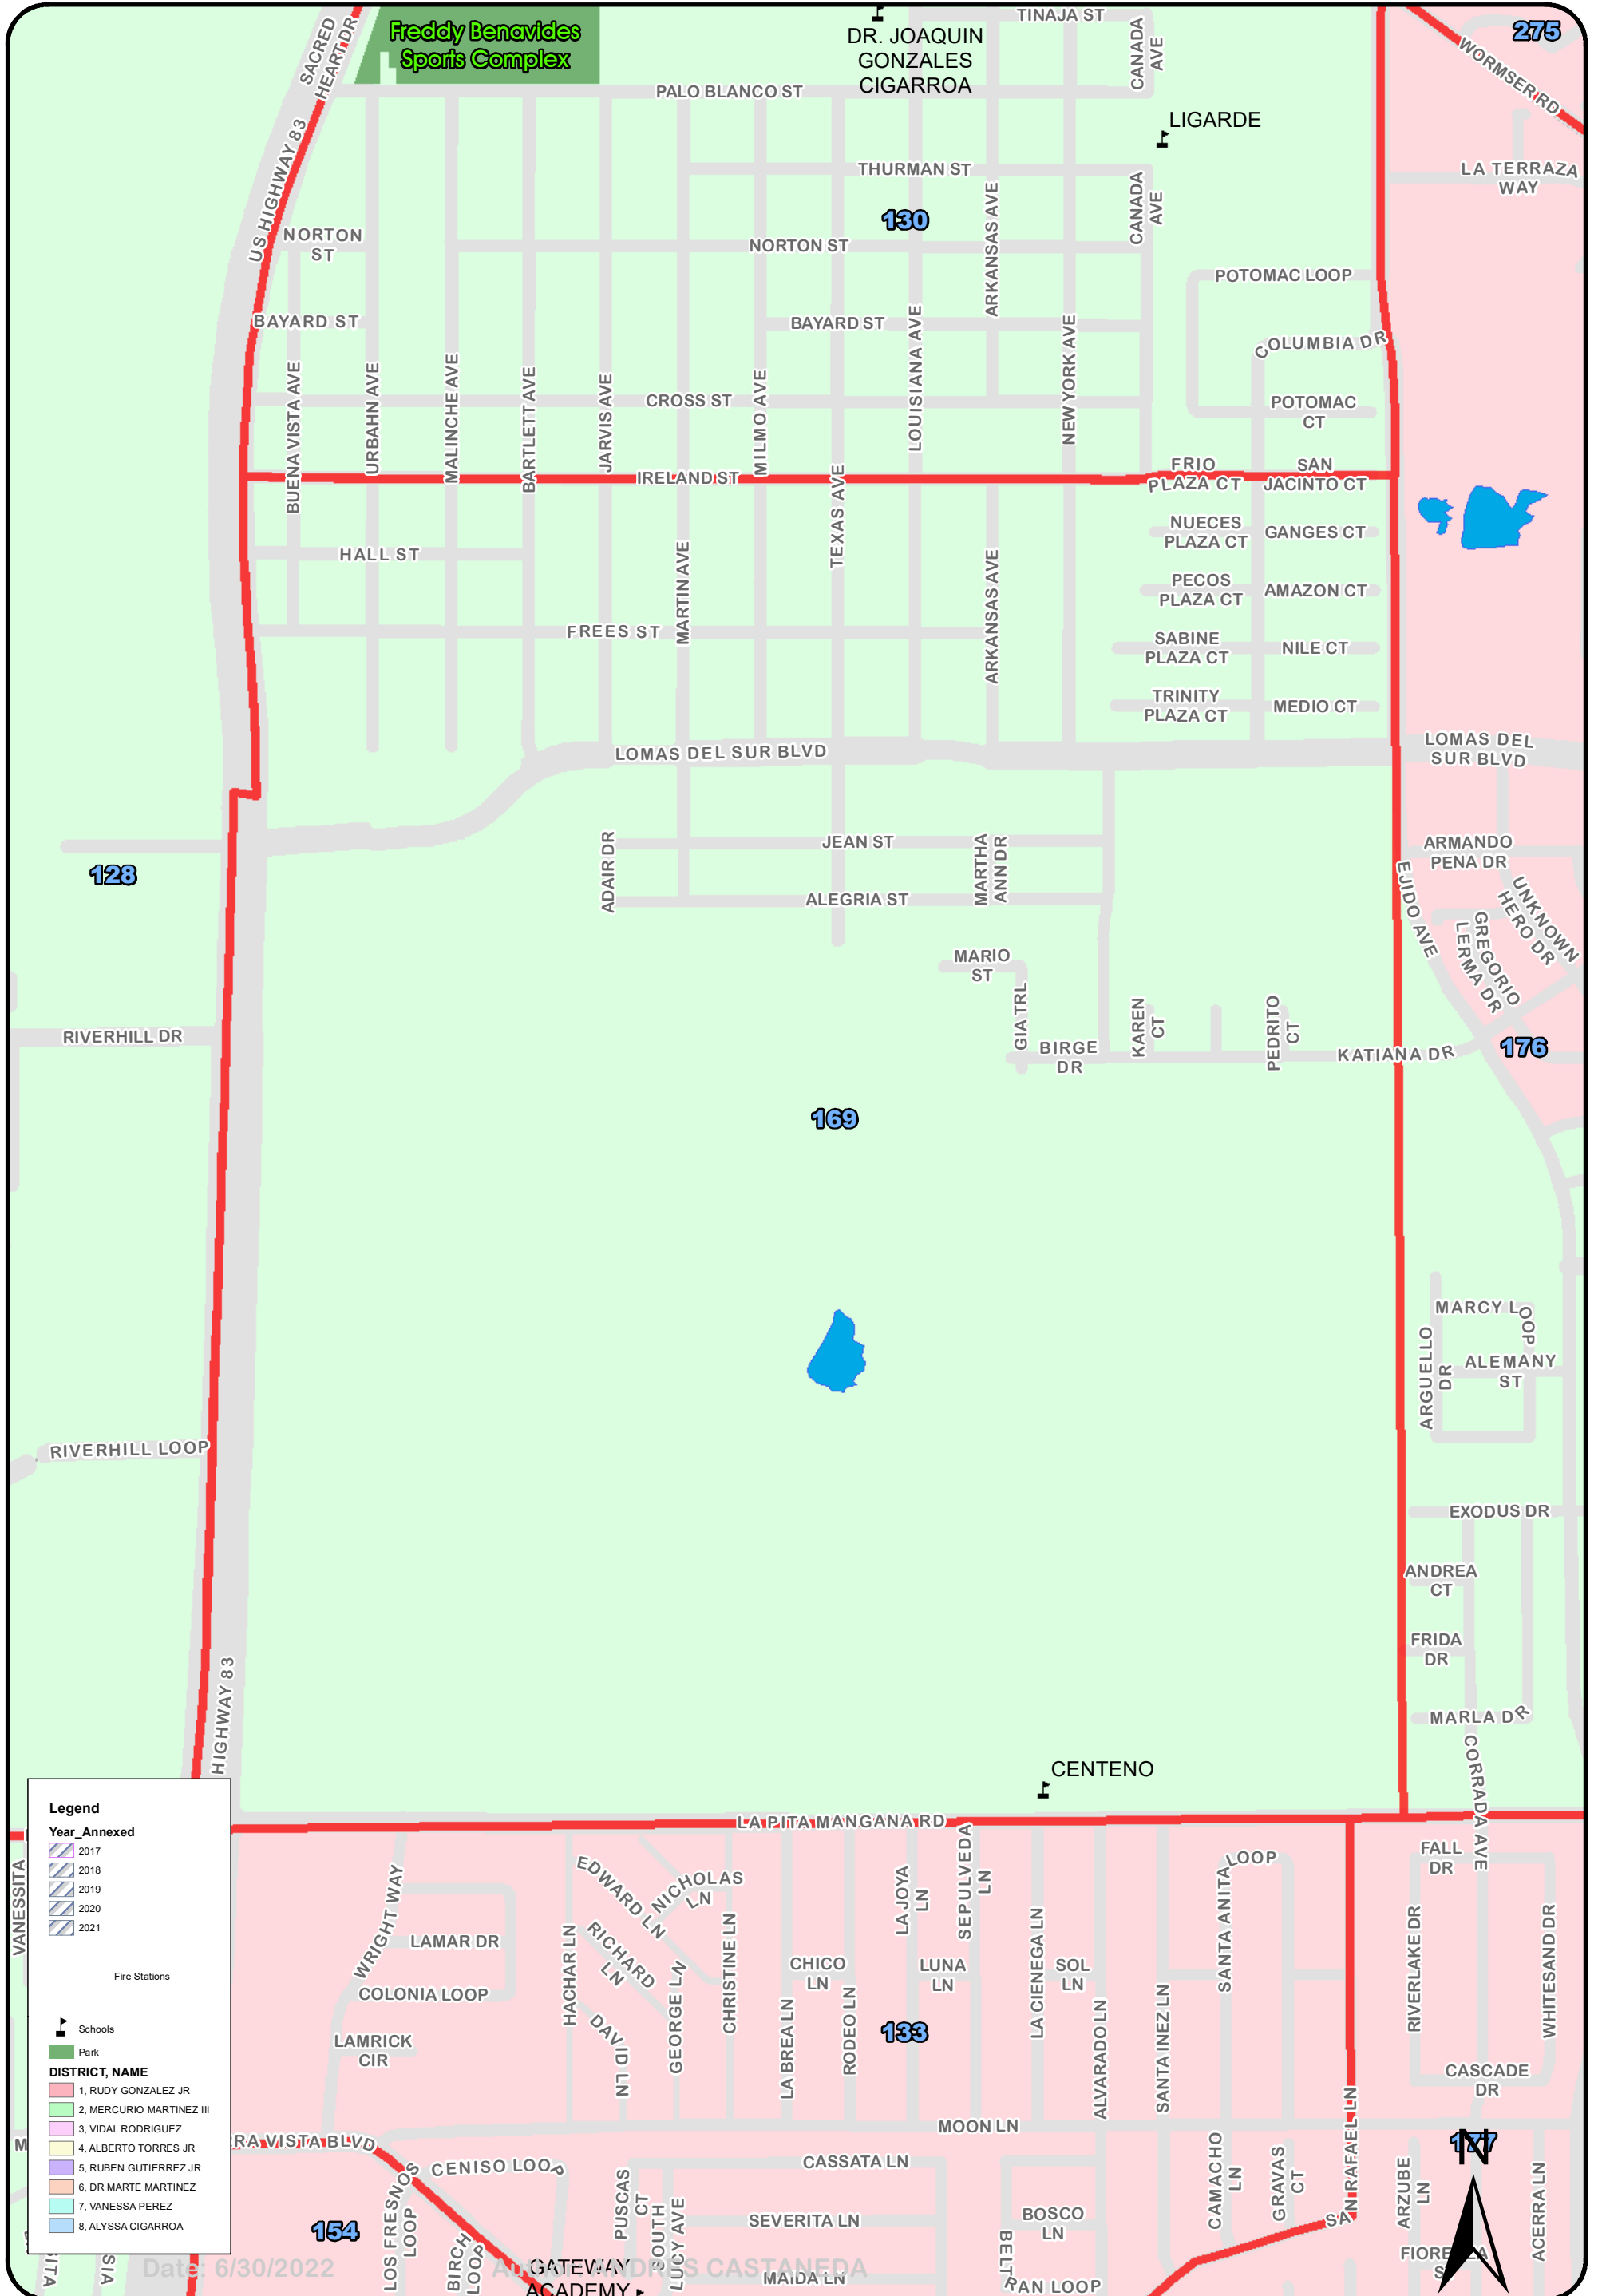 SACRED
HEART DR
Freddy Benavides
Sports Complex
DR. JOAQUIN
GONZALES
CIGARROA
TINAJA ST
CANADA
AVE
275
WORMSER RD
PALO BLANCO ST
LIGARDE
US HIGHWAY 83
THURMAN ST
LA TERRAZA
WAY
130
ARKANSAS AVE
CANADA
AVE
NORTON
ST
NORTON ST
POTOMAC LOOP
BAYARD ST
BAYARD ST
COLUMBIA DR
BUENA VISTA AVE
URBAHN AVE
MALINCHE AVE
BARTLETT AVE
JARVIS AVE
CROSS ST
MILMO AVE
LOUISIANA AVE
NEW YORK AVE
POTOMAC
CT
IRELAND ST
TEXAS AVE
FRIO
PLAZA CT
SAN
JACINTO CT
NUECES
PLAZA CT
GANGES CT
HALL ST
MARTIN AVE
ARKANSAS AVE
PECOS
PLAZA CT
AMAZON CT
FREES ST
SABINE
PLAZA CT
NILE CT
TRINITY
PLAZA CT
MEDIO CT
LOMAS DEL SUR BLVD
LOMAS DEL
SUR BLVD
ADAIR DR
JEAN ST
MARTHA
ANN DR
ARMANDO
PENA DR
128
ALEGRIA ST
EJIDO AVE
UNKNOWN
HERO DR
GREGORIO
LERMA DR
MARIO
ST
GIA TRL
RIVERHILL DR
BIRGE
DR
KAREN
CT
PEDRITO
CT
KATIANA DR
176
169
MARCY LOOP
ARGUELLO
DR
ALEMANY
ST
RIVERHILL LOOP
EXODUS DR
ANDREA
CT
FRIDA
DR
HIGHWAY 83
MARLA DR
CORRADA AVE
CENTENO
LA PITA MANGANA RD
Legend
Year_Annexed
2017
2018
2019
2020
2021
Fire Stations
Schools
Park
DISTRICT, NAME
1, RUDY GONZALEZ JR
2, MERCURIO MARTINEZ III
3, VIDAL RODRIGUEZ
4, ALBERTO TORRES JR
5, RUBEN GUTIERREZ JR
6, DR MARTE MARTINEZ
7, VANESSA PEREZ
8, ALYSSA CIGARROA
VANESSITA
WRIGHT WAY
LAMAR DR
COLONIA LOOP
LAMRICK
CIR
HACHAR LN
EDWARD LN
NICHOLAS
LN
RICHARD
LN
DAVID LN
GEORGE LN
CHRISTINE LN
CHICO
LN
LA BREA LN
RODEO LN
LA JOYA
LN
SEPULVEDA
LN
LUNA
LN
133
LA CIENEGA LN
SOL
LN
ALVARADO LN
SANTA INEZ LN
SANTA ANITA
LOOP
FALL
DR
RIVERLAKE DR
WHITESAND DR
CASCADE
DR
MOON LN
SAN RAFAEL LN
177
N
RA VISTA BLVD
CENISO LOOP
CASSATA LN
PUSCAS
CT
SOUTH
LUCY AVE
SEVERITA LN
BOSCO
LN
BELTRAN LOOP
CAMACHO
LN
GRAVAS
CT
ARZUBE
LN
ACERRA LN
154
LOS FRESNOS
LOOP
BIRCH
LOOP
GATEWAY
ACADEMY
MAIDA LN
Date: 6/30/2022
CASTANEDA